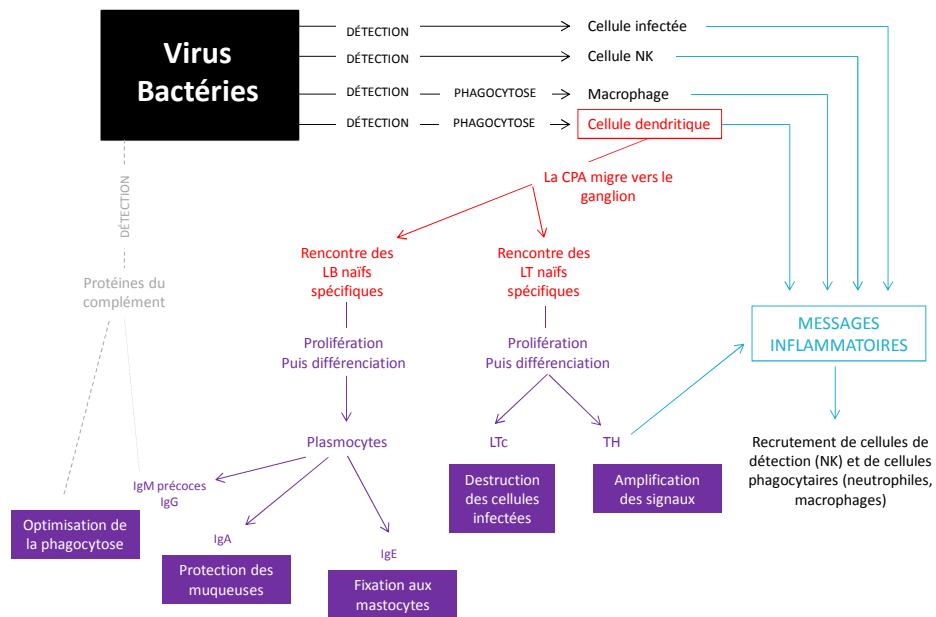 Virus
Bactéries
DÉTECTION
Cellule infectée
DÉTECTION
Cellule NK
DÉTECTION
PHAGOCYTOSE
Macrophage
DÉTECTION
PHAGOCYTOSE
Cellule dendritique
DÉTECTION
La CPA migre vers le
ganglion
Rencontre des
LB naïfs
spécifiques
Rencontre des
LT naïfs
spécifiques
Protéines du
complément
Prolifération
Puis différenciation
Prolifération
Puis différenciation
MESSAGES
INFLAMMATOIRES
Plasmocytes
LTc
TH
Recrutement de cellules de
détection (NK) et de cellules
phagocytaires (neutrophiles,
macrophages)
IgM précoces
IgG
Destruction
des cellules
infectées
Amplification
des signaux
Optimisation de
la phagocytose
IgA
Protection des
muqueuses
IgE
Fixation aux
mastocytes